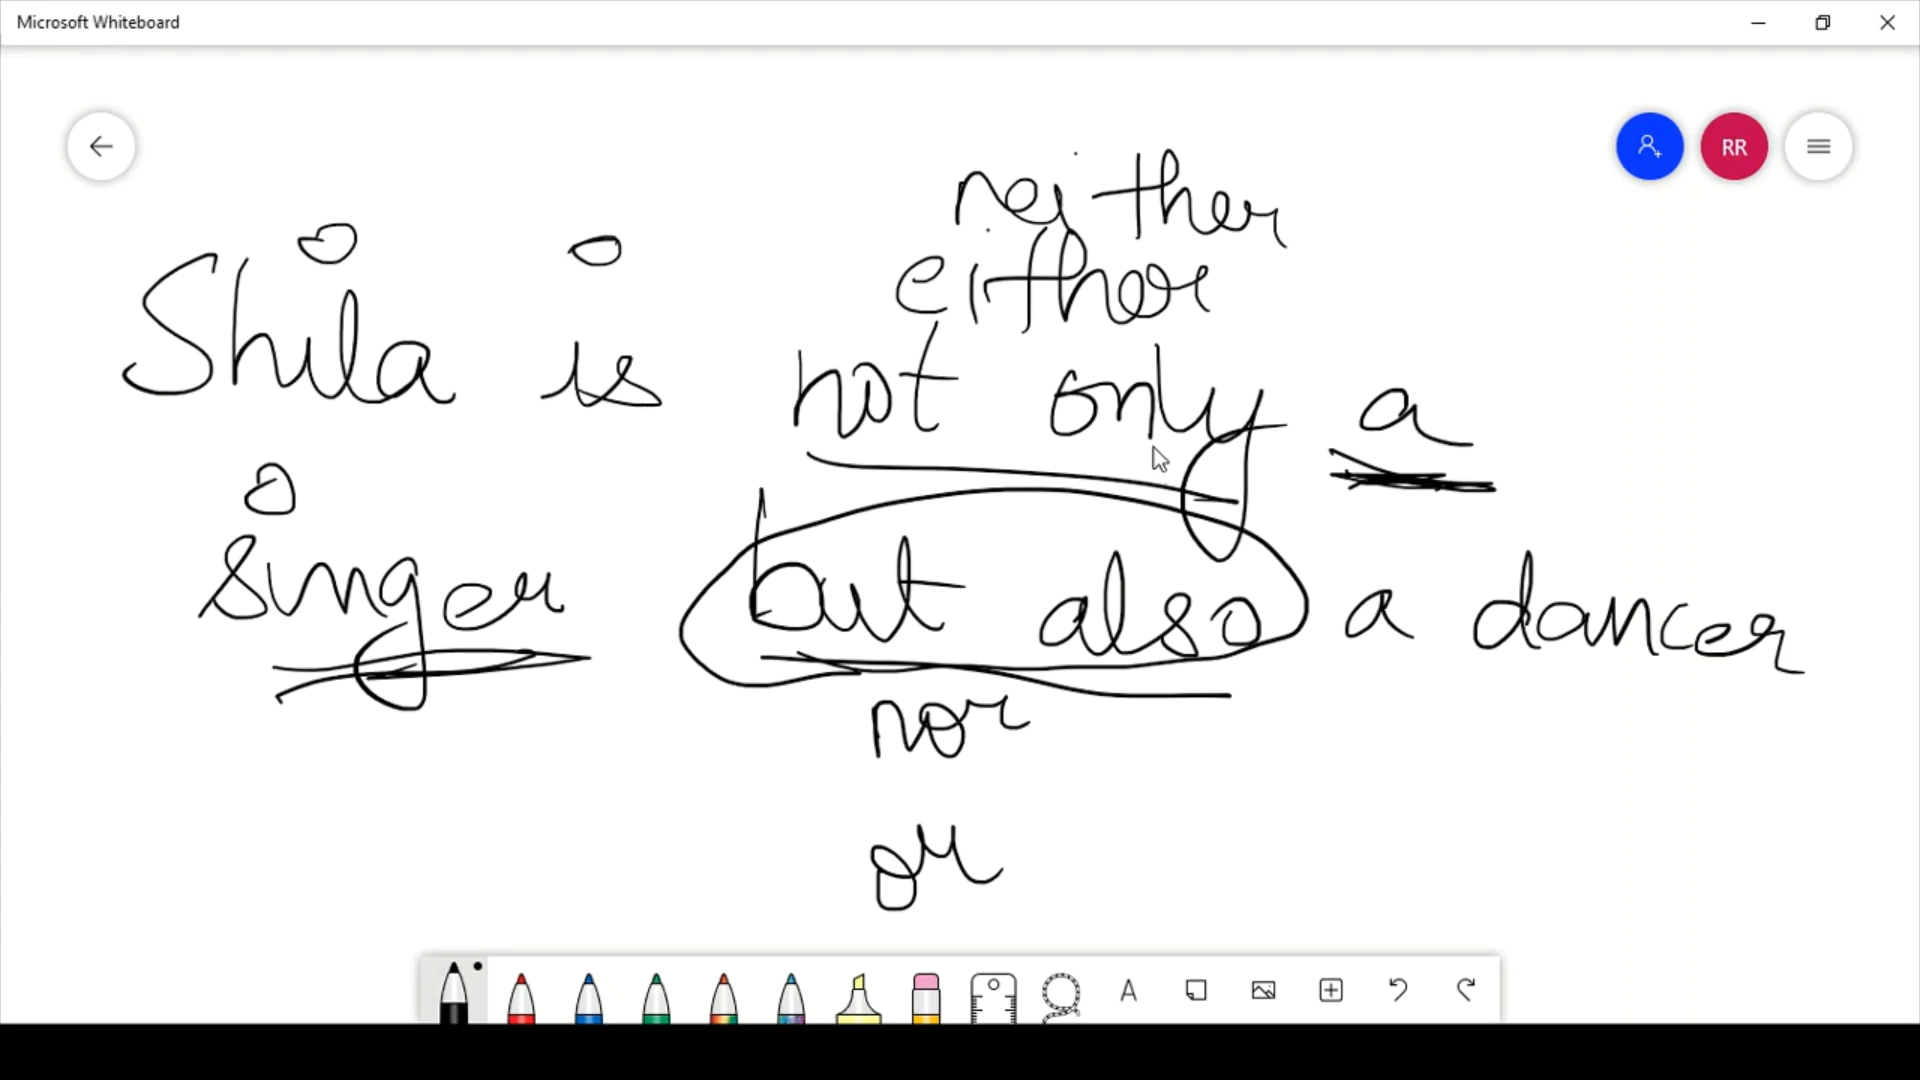 Microsoft Whiteboard
RR
neither
either
Shila is not only a
singer but also a dancer
nor
or
A